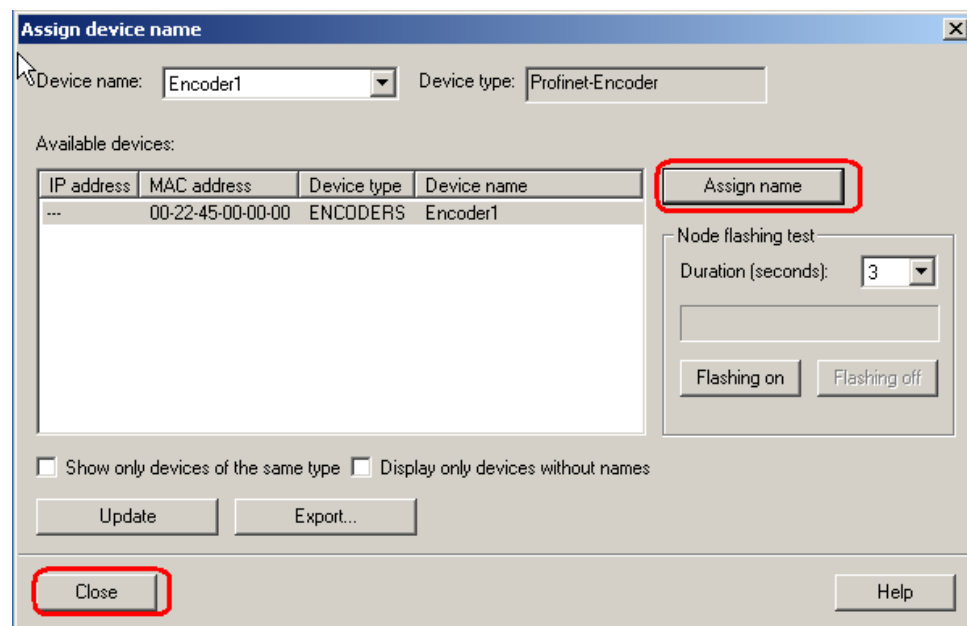 Assign device name
Device name: Encoder1 Device type: Profinet-Encoder
Available devices:
IP address MAC address Device type Device name
--- 00-22-45-00-00-00 ENCODERS Encoder1
Assign name
Node flashing test
Duration (seconds): 3
Flashing on Flashing off
Show only devices of the same type Display only devices without names
Update Export...
Close Help